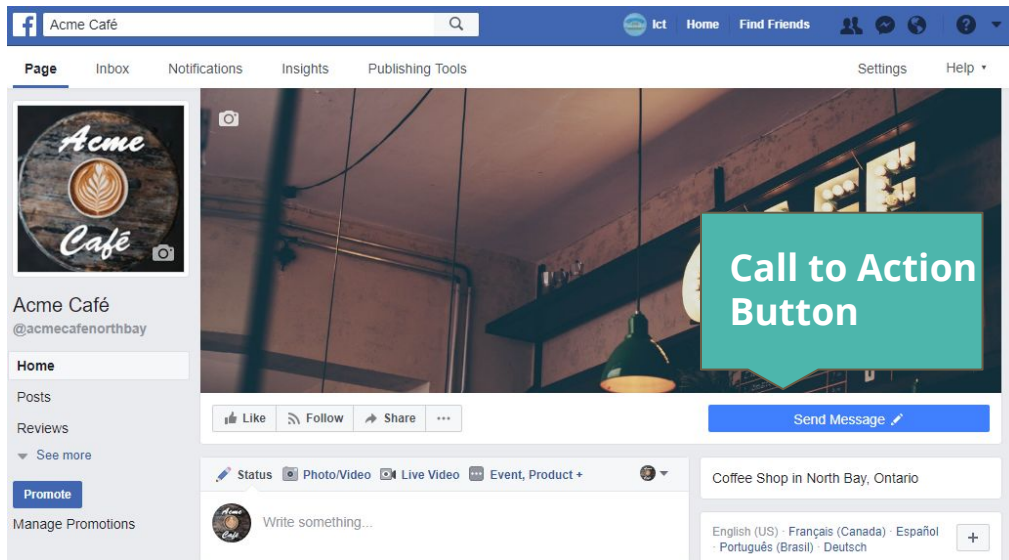 Acme Café
Ict Home Find Friends
Page Inbox Notifications Insights Publishing Tools Settings Help
Acme
Café
Call to Action
Button
Acme Café
@acmecafenorthbay
Home
Posts
Reviews
See more
Promote
Manage Promotions
Like Follow Share ...
Send Message
Status Photo/Video Live Video Event, Product +
Write something...
Coffee Shop in North Bay, Ontario
English (US) · Français (Canada) · Español
· Português (Brasil) · Deutsch
+